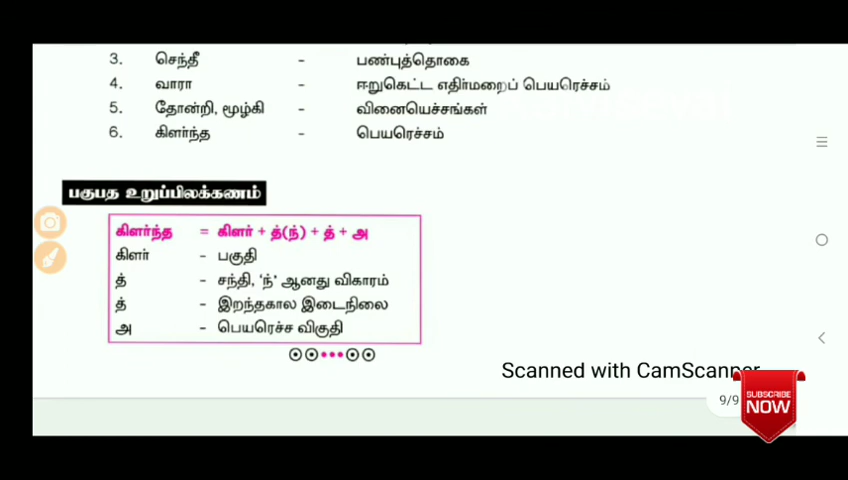 3. செந்தீ - பண்புத்தொகை
4. வாரா - ஈறுகெட்ட எதிர்மறைப் பெயரெச்சம்
5. தோன்றி, மூழ்கி - வினையெச்சங்கள்
6. கிளர்ந்த - பெயரெச்சம்
பகுபத உறுப்பிலக்கணம்
கிளர்ந்த = கிளர் + த்(ந்) + த் + அ
கிளர் - பகுதி
த் - சந்தி, ‘ந்’ ஆனது விகாரம்
த் - இறந்தகால இடைநிலை
அ - பெயரெச்ச விகுதி
Scanned with CamScanner
9/9
SUBSCRIBE
NOW